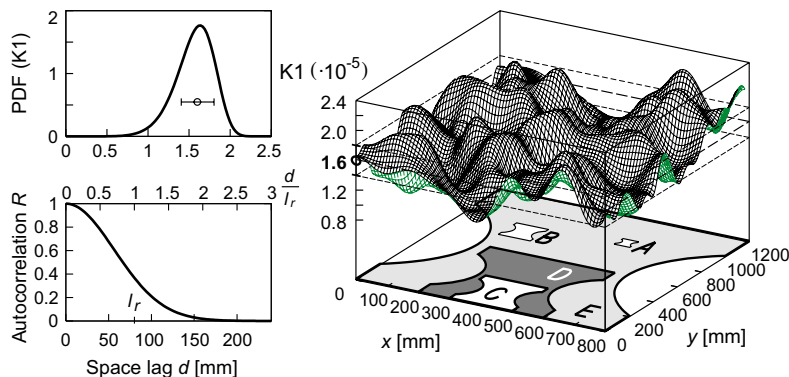 PDF (K1)
2
1
0
0 0.5 1.0 1.5 2.0 2.5
0 0.5 1 1.5 2 2.5 3 d/l_r
Autocorrelation R
1
0.8
0.6
0.4
0.2
0
l_r
0 50 100 150 200
Space lag d [mm]
K1 (·10⁻⁵)
2.4
2.0
1.6
1.2
0.8
B
A
D
C
E
0
100 200 300 400 500 600 700 800
x [mm]
0 200 400 600 800 1000 1200
y [mm]